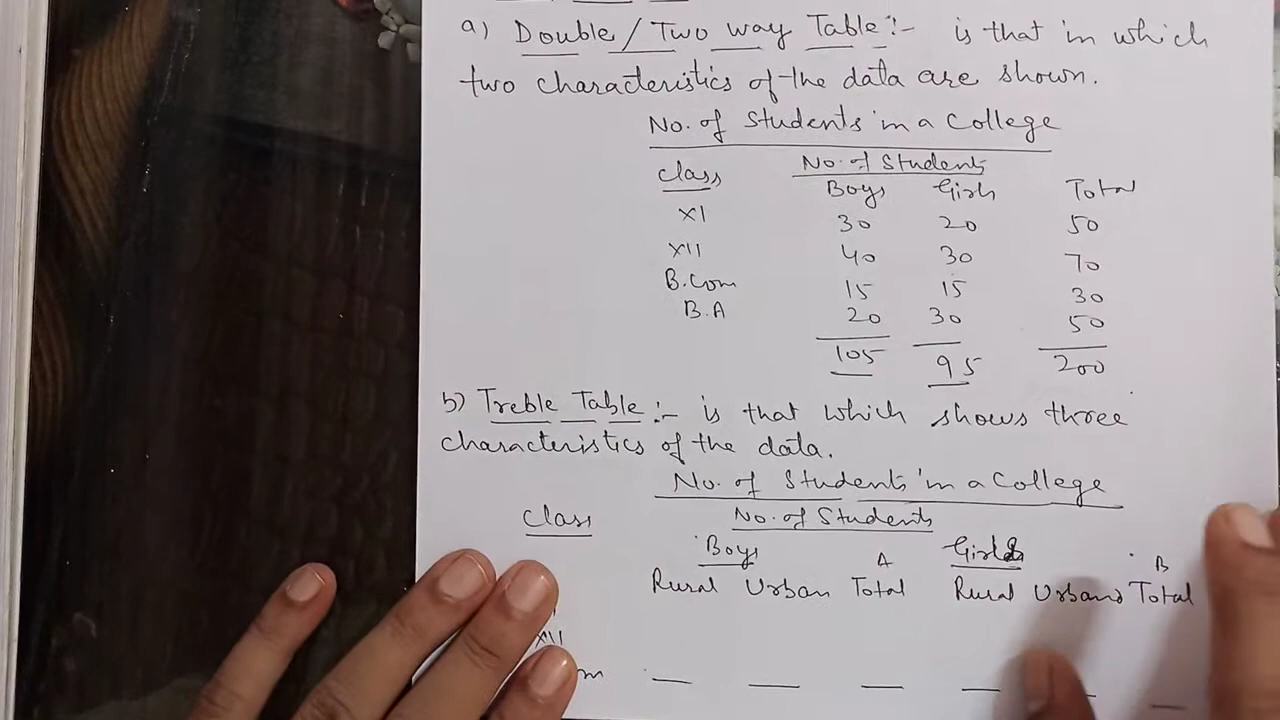 a) Double/Two way Table:- is that in which
two characteristics of the data are shown.
No. of Students in a College
Class No. of Students
Boys Girls Total
XI 30 20 50
XII 40 30 70
B.Com 15 15 30
B.A 20 30 50
105 95 200
b) Treble Table:- is that which shows three
characteristics of the data.
No. of Students in a College
Class No. of Students
Boys A Girls B
Rural Urban Total Rural Urban Total
XII